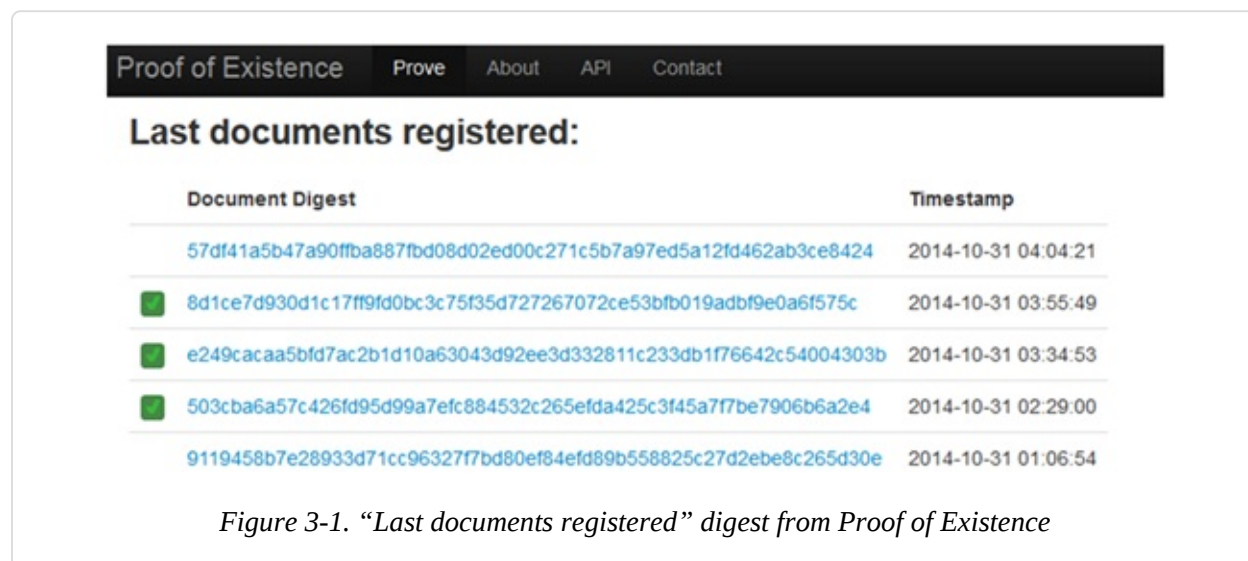 Proof of Existence Prove About API Contact
Last documents registered:
Document Digest Timestamp
57df41a5b47a90ffba887fbd08d02ed00c271c5b7a97ed5a12fd462ab3ce8424 2014-10-31 04:04:21
8d1ce7d930d1c17ff9fd0bc3c75f35d727267072ce53bfb019adbf9e0a6f575c 2014-10-31 03:55:49
e249cacaa5bfd7ac2b1d10a63043d92ee3d332811c233db1f76642c54004303b 2014-10-31 03:34:53
503cba6a57c426fd95d99a7efc884532c265efda425c3f45a7f7be7906b6a2e4 2014-10-31 02:29:00
9119458b7e28933d71cc96327f7bd80ef84efd89b558825c27d2ebe8c265d30e 2014-10-31 01:06:54
Figure 3-1. “Last documents registered” digest from Proof of Existence